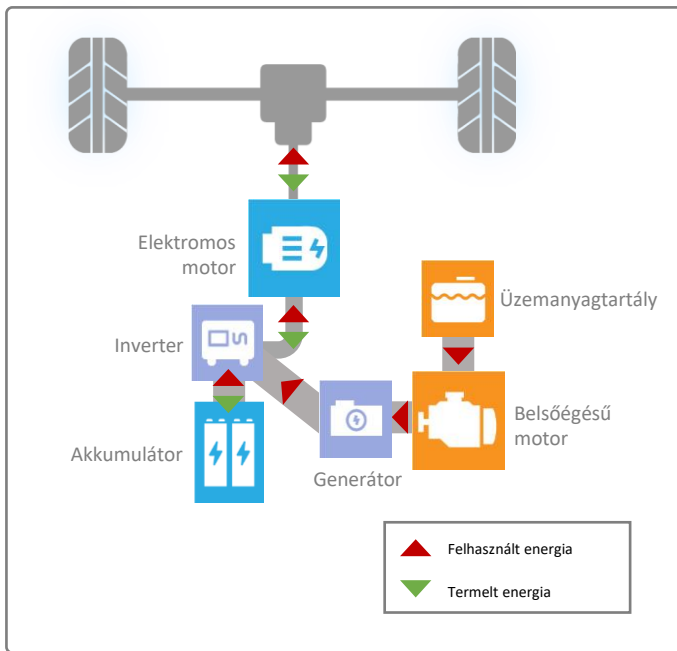 Elektromos
motor
Üzemanyagtartály
Inverter
Belsőégésű
motor
Akkumulátor
Generátor
Felhasznált energia
Termelt energia